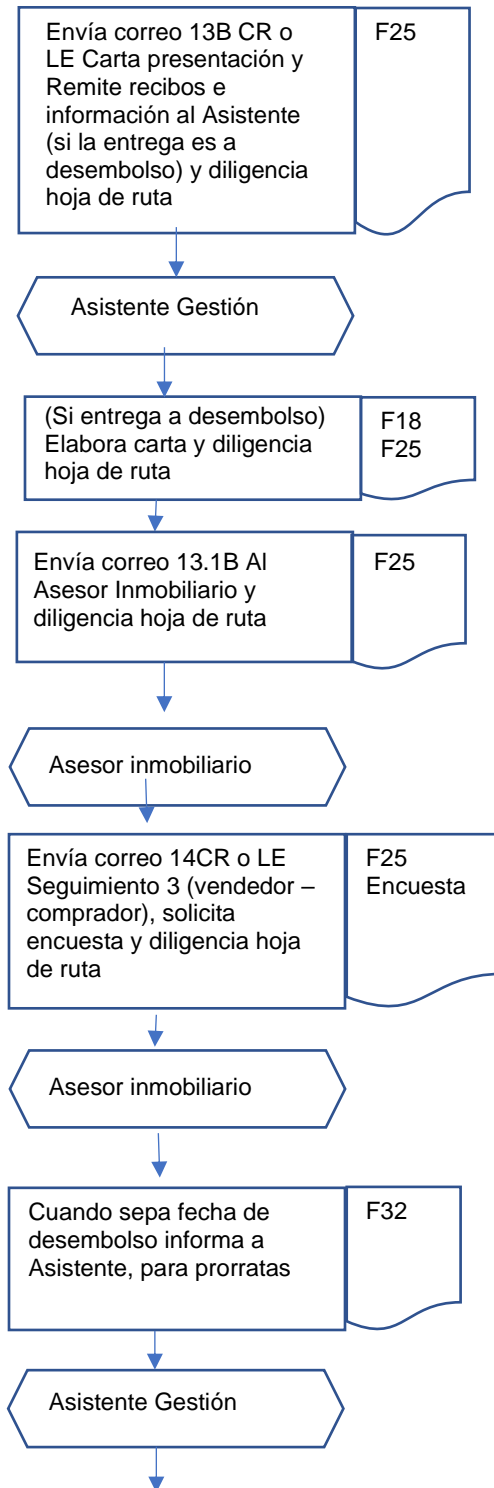 Envía correo 13B CR o
LE Carta presentación y
Remite recibos e
información al Asistente
(si la entrega es a
desembolso) y diligencia
hoja de ruta
F25
Asistente Gestión
(Si entrega a desembolso)
Elabora carta y diligencia
hoja de ruta
F18
F25
Envía correo 13.1B Al
Asesor Inmobiliario y
diligencia hoja de ruta
F25
Asesor inmobiliario
Envía correo 14CR o LE
Seguimiento 3 (vendedor –
comprador), solicita
encuesta y diligencia hoja
de ruta
F25
Encuesta
Asesor inmobiliario
Cuando sepa fecha de
desembolso informa a
Asistente, para prorratas
F32
Asistente Gestión